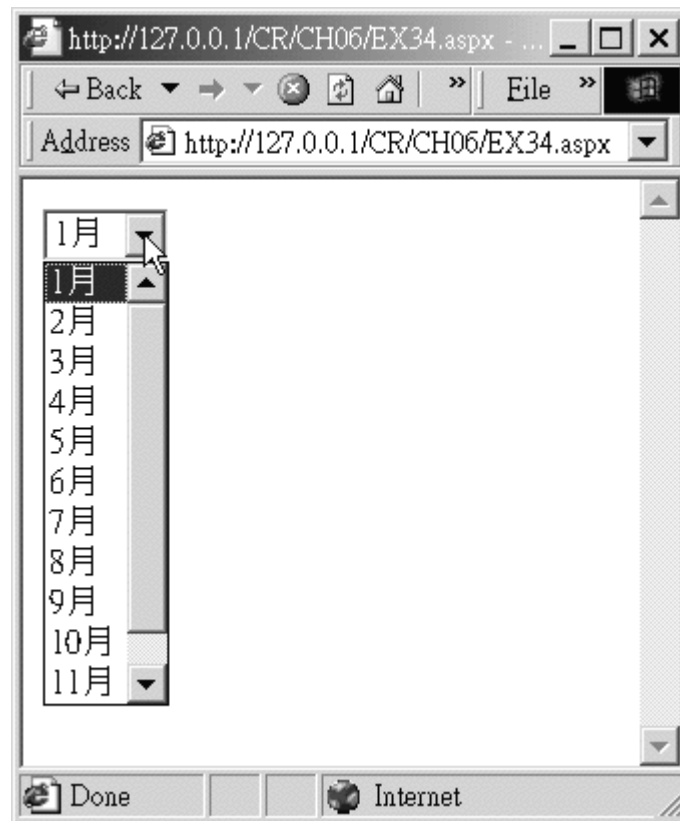 http://127.0.0.1/CR/CH06/EX34.aspx - ...
Back » File »
Address http://127.0.0.1/CR/CH06/EX34.aspx
1月
1月
2月
3月
4月
5月
6月
7月
8月
9月
10月
11月
Done Internet